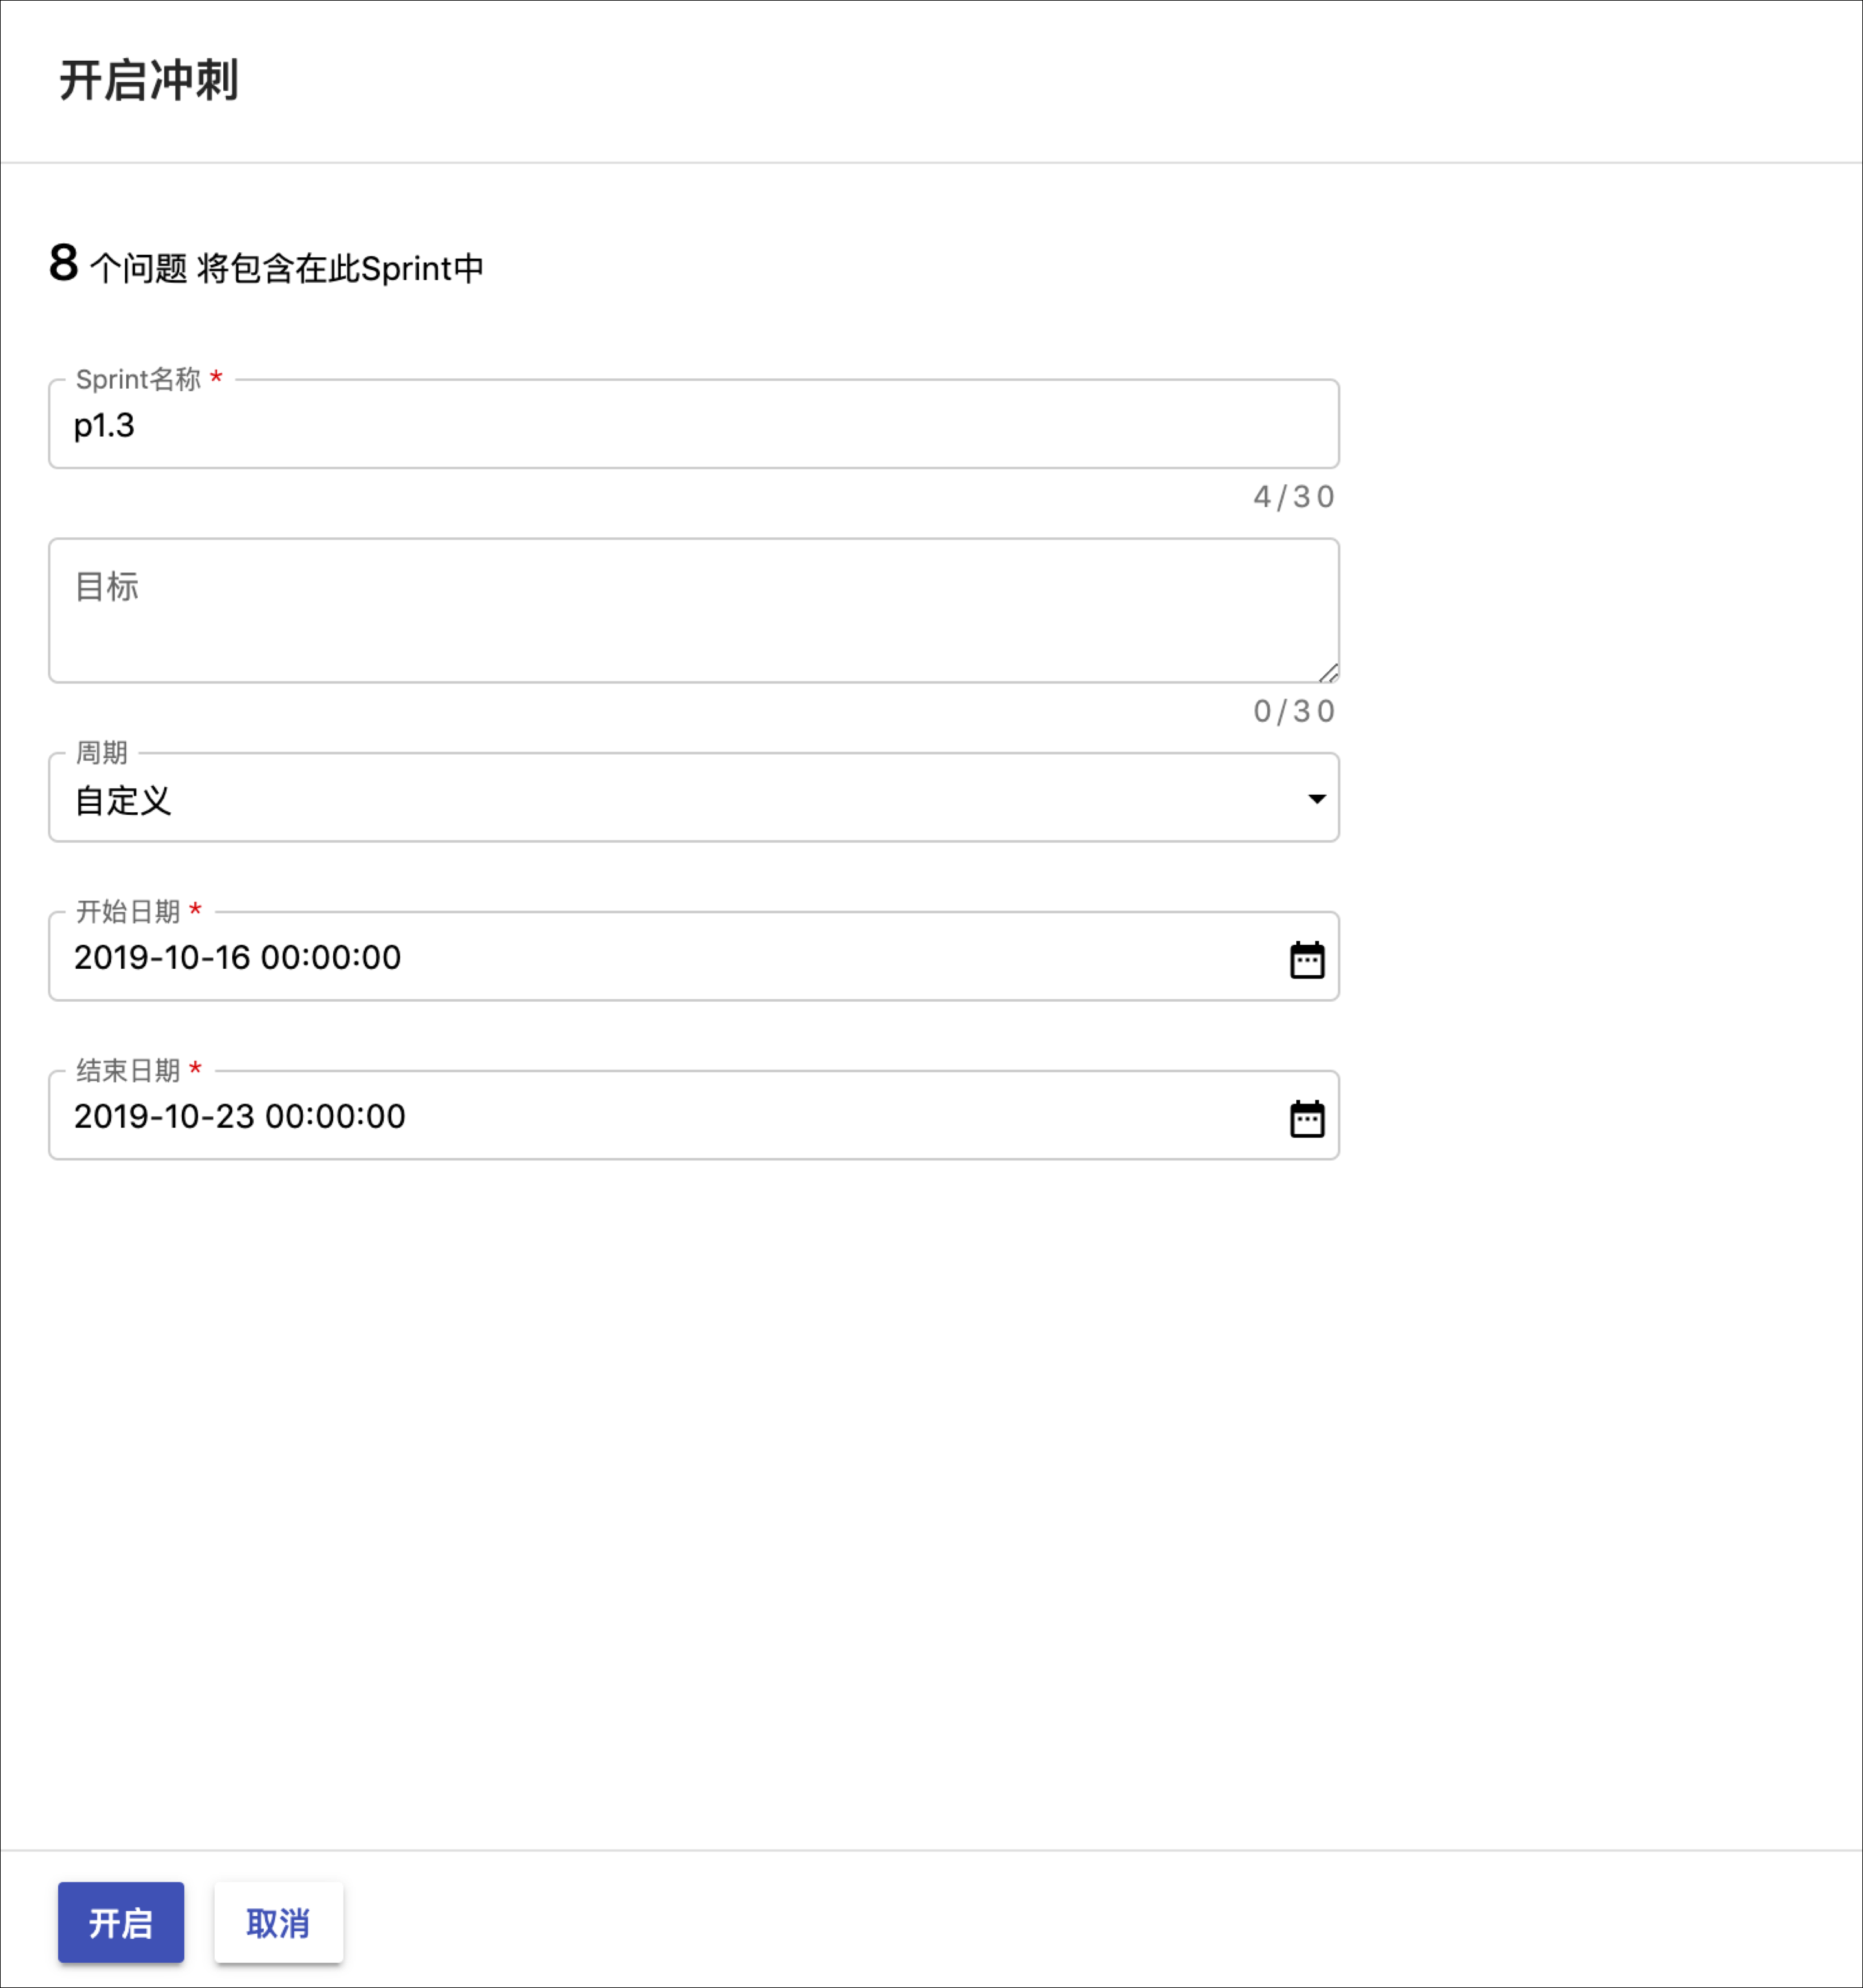 开启冲刺
8 个问题 将包含在此Sprint中
Sprint名称 *
p1.3
4/30
目标
0/30
周期
自定义
开始日期 *
2019-10-16 00:00:00
结束日期 *
2019-10-23 00:00:00
开启 取消